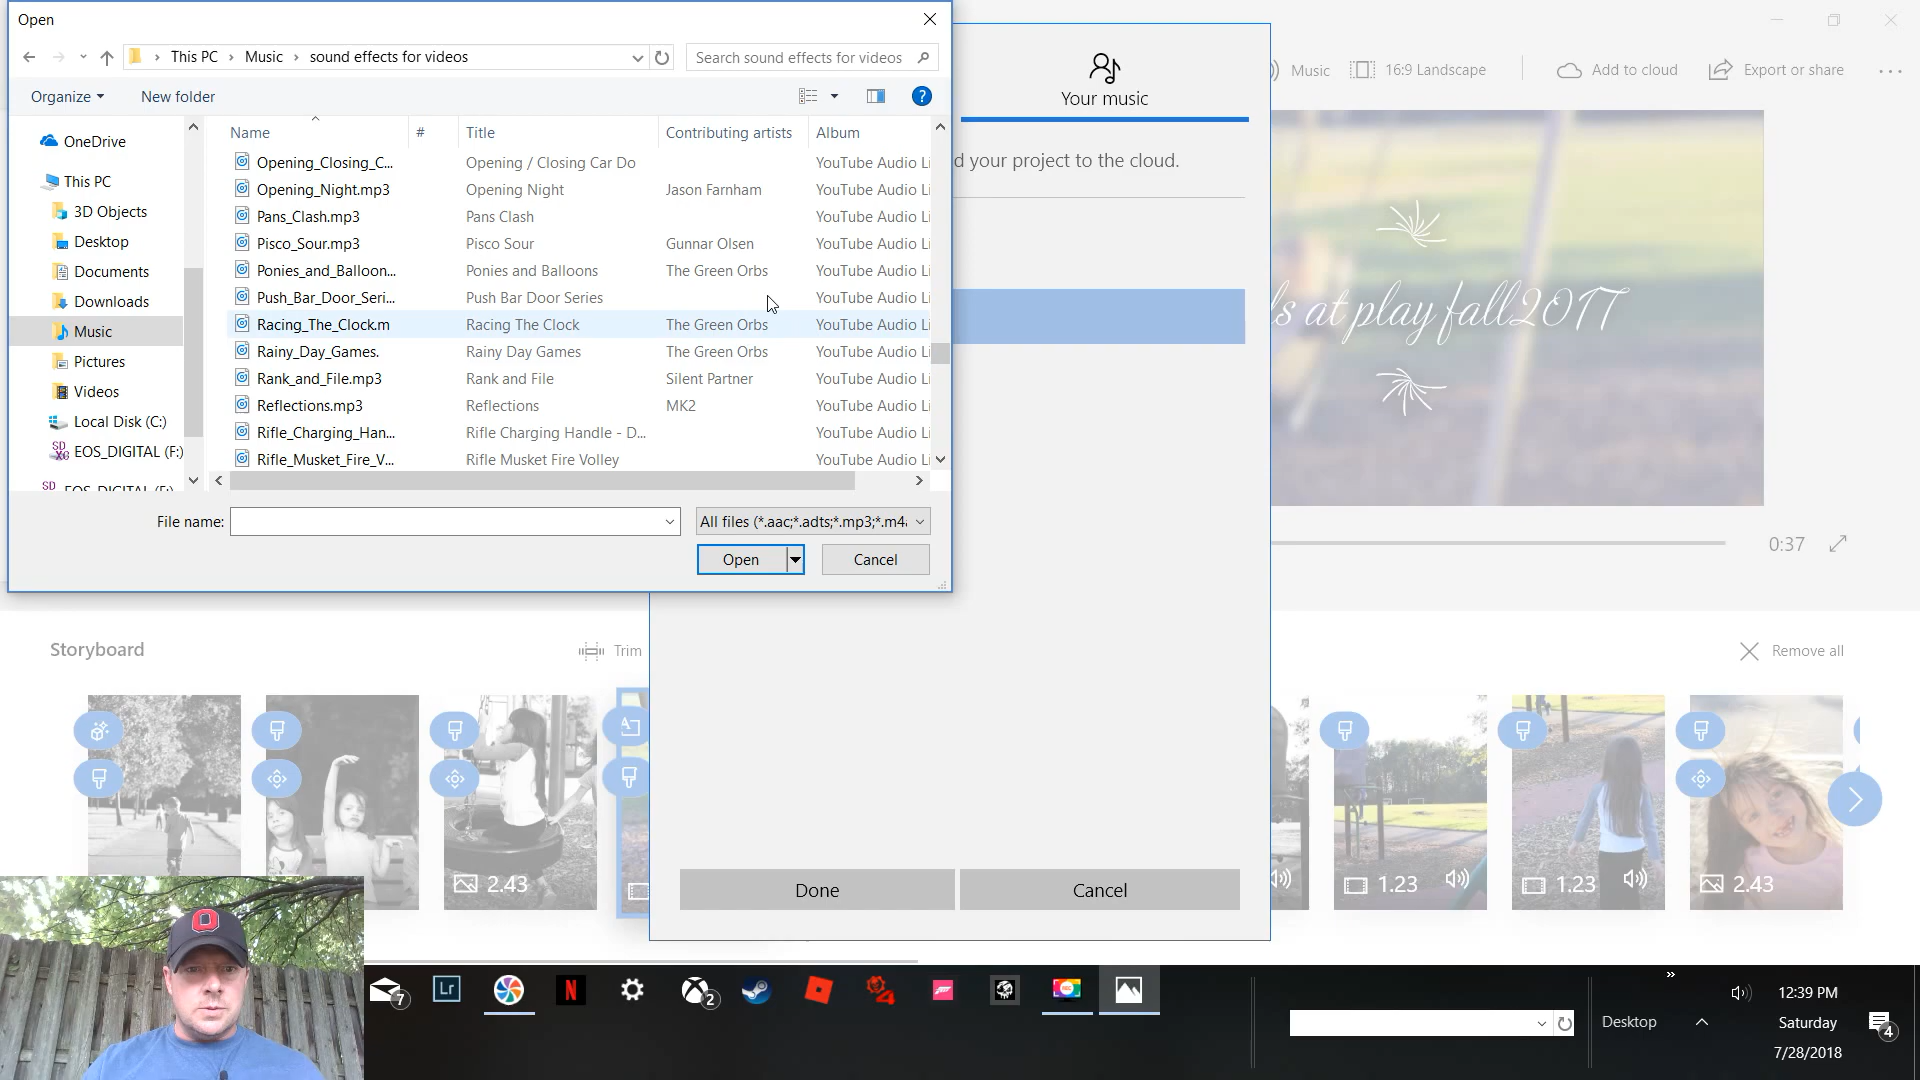 Open
This PC
Music
sound effects for videos
Search sound effects for videos
Organize
New folder
Name
#
Title
Contributing artists
Album
OneDrive
This PC
3D Objects
Desktop
Documents
Downloads
Music
Pictures
Videos
Local Disk (C:)
EOS_DIGITAL (F:)
EOS_DIGITAL (F:)
Opening_Closing_C... Opening / Closing Car Do YouTube Audio Li
Opening_Night.mp3 Opening Night Jason Farnham YouTube Audio Li
Pans_Clash.mp3 Pans Clash YouTube Audio Li
Pisco_Sour.mp3 Pisco Sour Gunnar Olsen YouTube Audio Li
Ponies_and_Balloon... Ponies and Balloons The Green Orbs YouTube Audio Li
Push_Bar_Door_Seri... Push Bar Door Series YouTube Audio Li
Racing_The_Clock.m Racing The Clock The Green Orbs YouTube Audio Li
Rainy_Day_Games. Rainy Day Games The Green Orbs YouTube Audio Li
Rank_and_File.mp3 Rank and File Silent Partner YouTube Audio Li
Reflections.mp3 Reflections MK2 YouTube Audio Li
Rifle_Charging_Han... Rifle Charging Handle - D... YouTube Audio Li
Rifle_Musket_Fire_V... Rifle Musket Fire Volley YouTube Audio Li
File name:
All files (*.aac;*.adts;*.mp3;*.m4a
Open
Cancel
Your music
d your project to the cloud.
Music
16:9 Landscape
Add to cloud
Export or share
s at play fall2017
0:37
Storyboard
Trim
Remove all
2.43
1.23
1.23
2.43
Done
Cancel
7
Lr
N
2
4
Desktop
12:39 PM
Saturday
7/28/2018
4